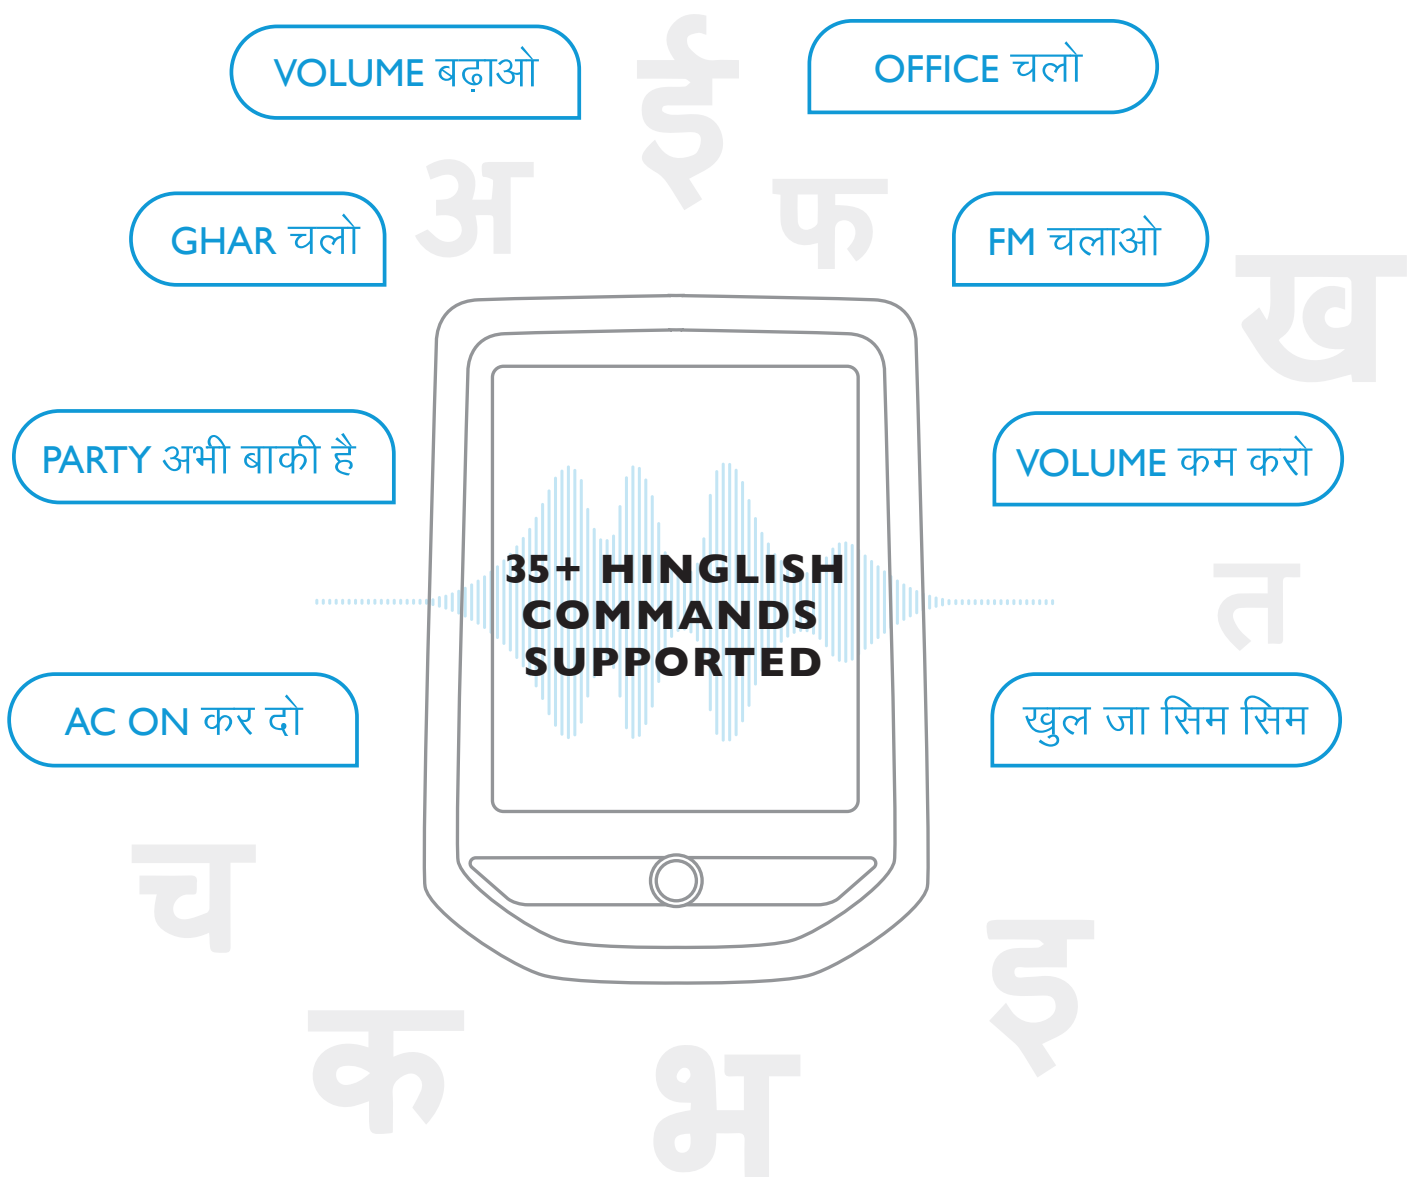 VOLUME बढ़ाओ
OFFICE चलो
ई
अ
फ
GHAR चलो
FM चलाओ
ख
PARTY अभी बाकी है
VOLUME कम करो
35+ HINGLISH
COMMANDS
SUPPORTED
त
AC ON कर दो
खुल जा सिम सिम
च
इ
क
भ